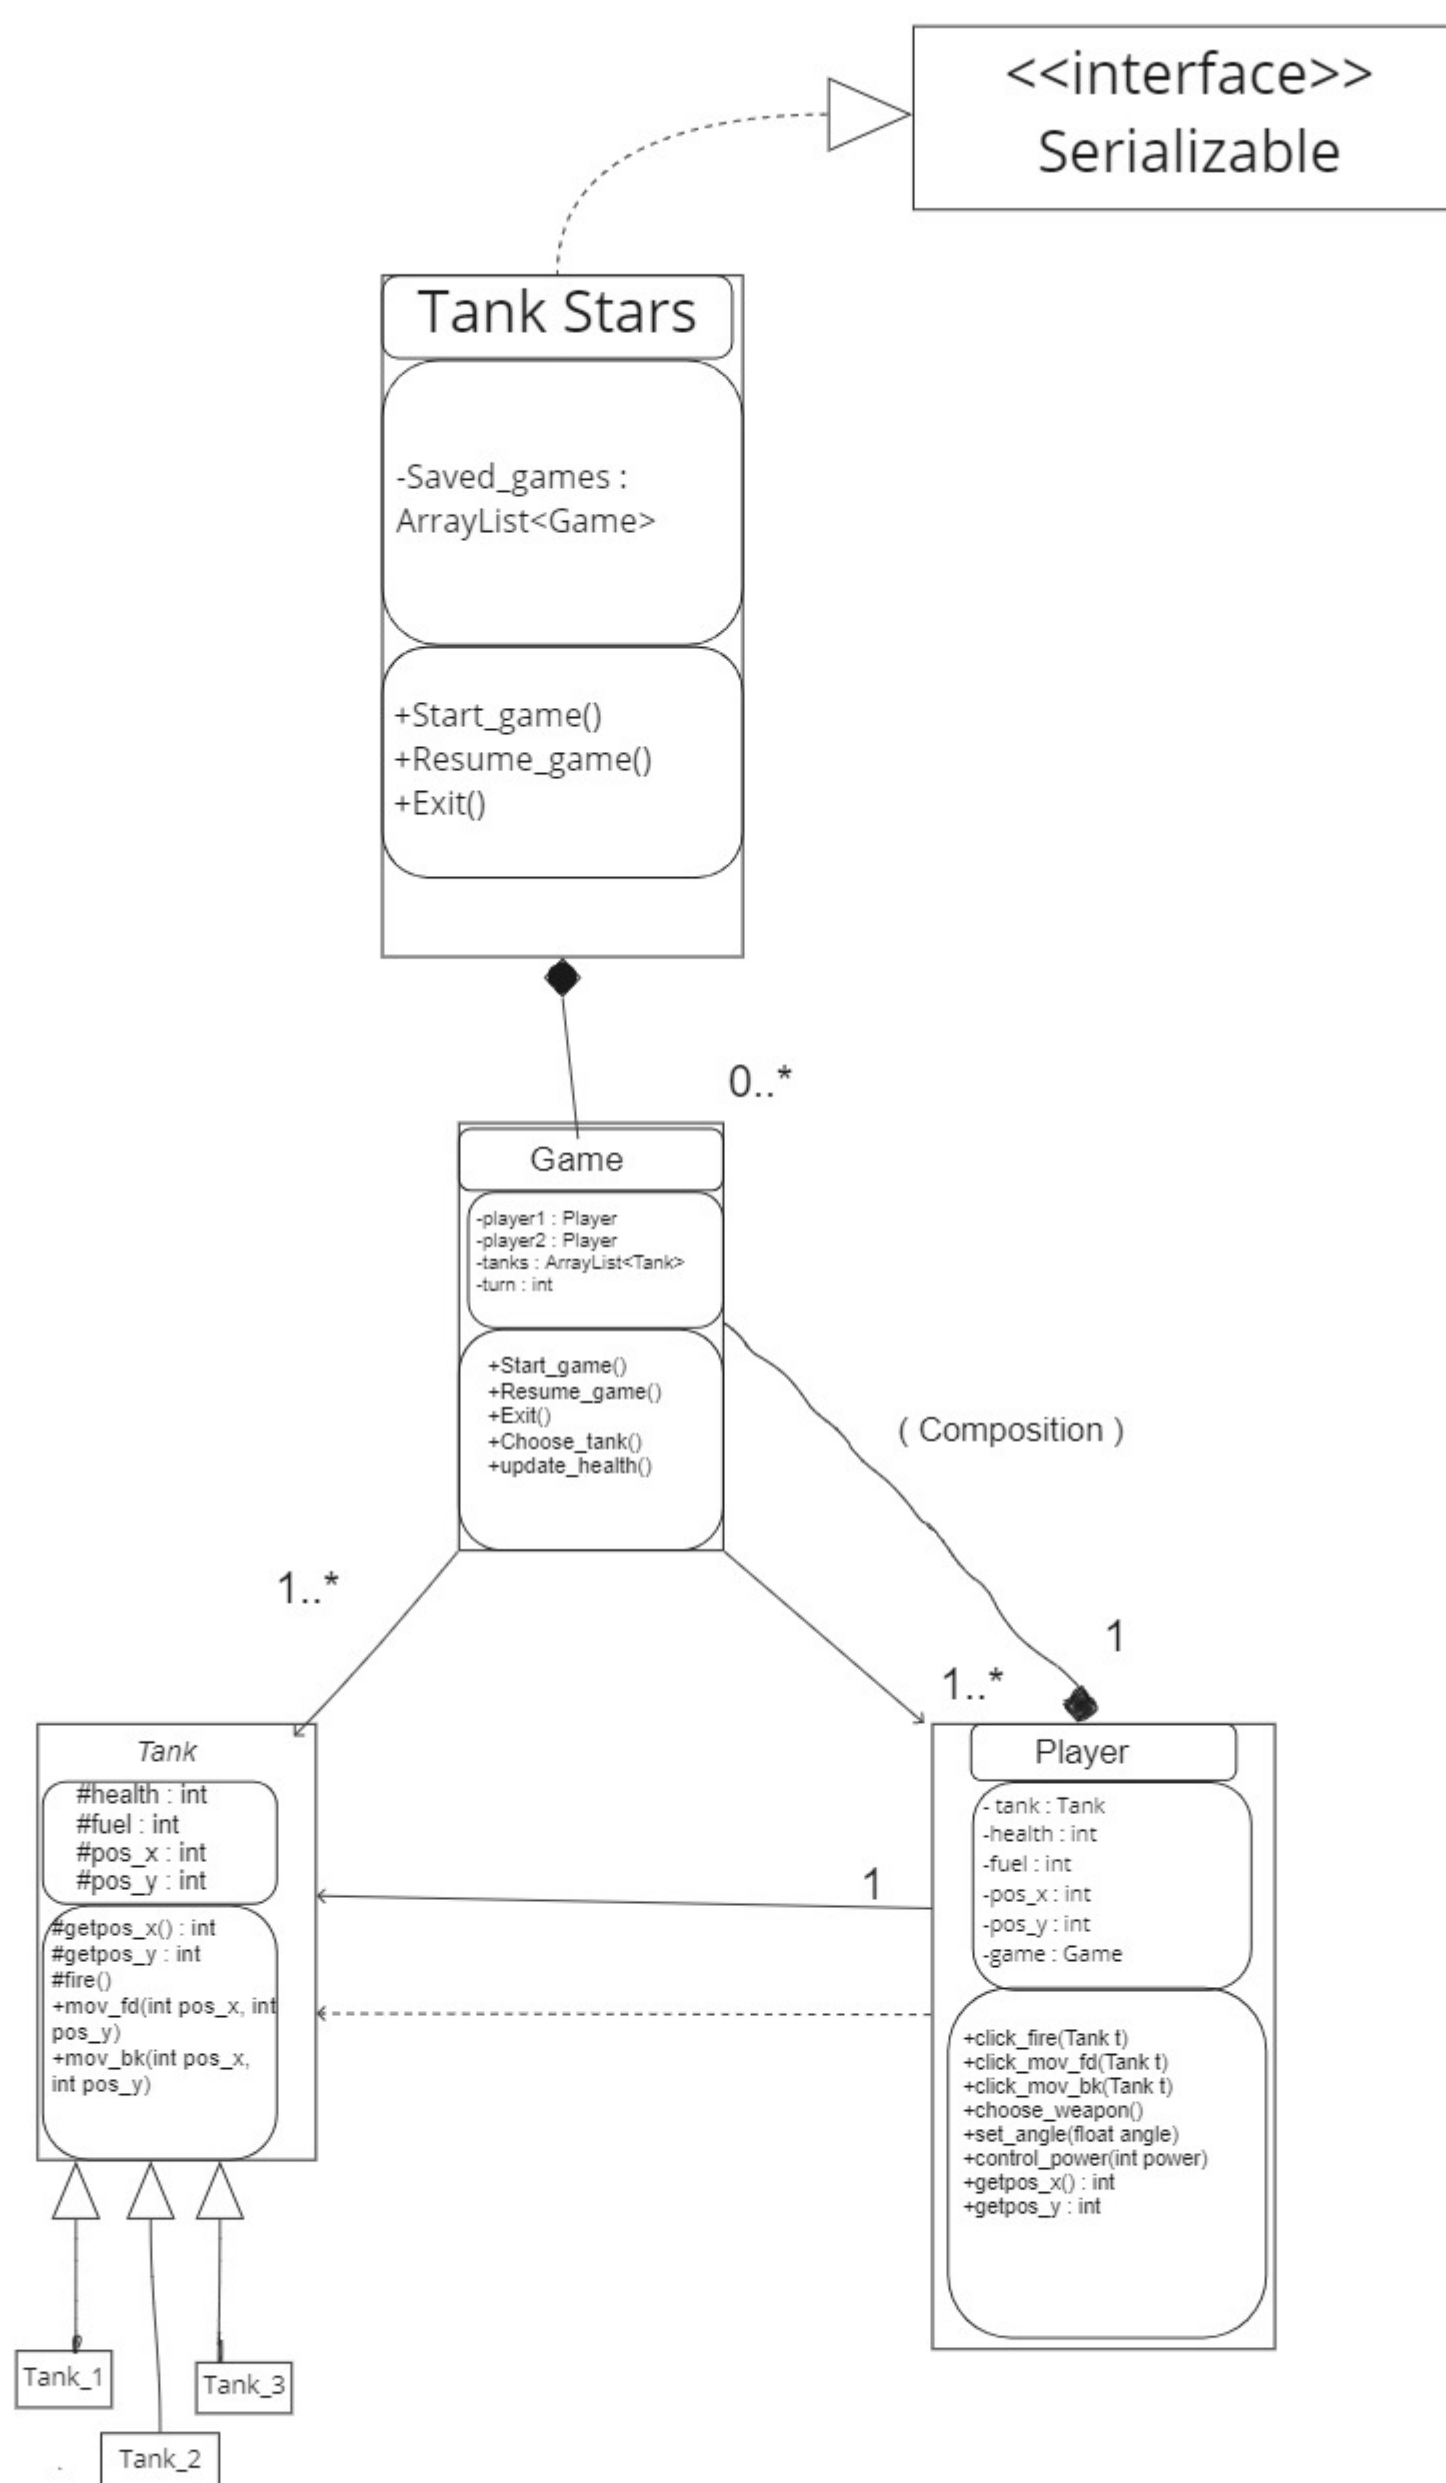 <<interface>>
Serializable
Tank Stars
-Saved_games :
ArrayList<Game>
+Start_game()
+Resume_game()
+Exit()
0..*
Game
-player1 : Player
-player2 : Player
-tanks : ArrayList<Tank>
-turn : int
+Start_game()
+Resume_game()
+Exit()
+Choose_tank()
+update_health()
( Composition )
1..*
1
1..*
Tank
#health : int
#fuel : int
#pos_x : int
#pos_y : int
#getpos_x() : int
#getpos_y : int
#fire()
+mov_fd(int pos_x, int
pos_y)
+mov_bk(int pos_x,
int pos_y)
1
Player
- tank : Tank
-health : int
-fuel : int
-pos_x : int
-pos_y : int
-game : Game
+click_fire(Tank t)
+click_mov_fd(Tank t)
+click_mov_bk(Tank t)
+choose_weapon()
+set_angle(float angle)
+control_power(int power)
+getpos_x() : int
+getpos_y : int
Tank_1
Tank_3
Tank_2